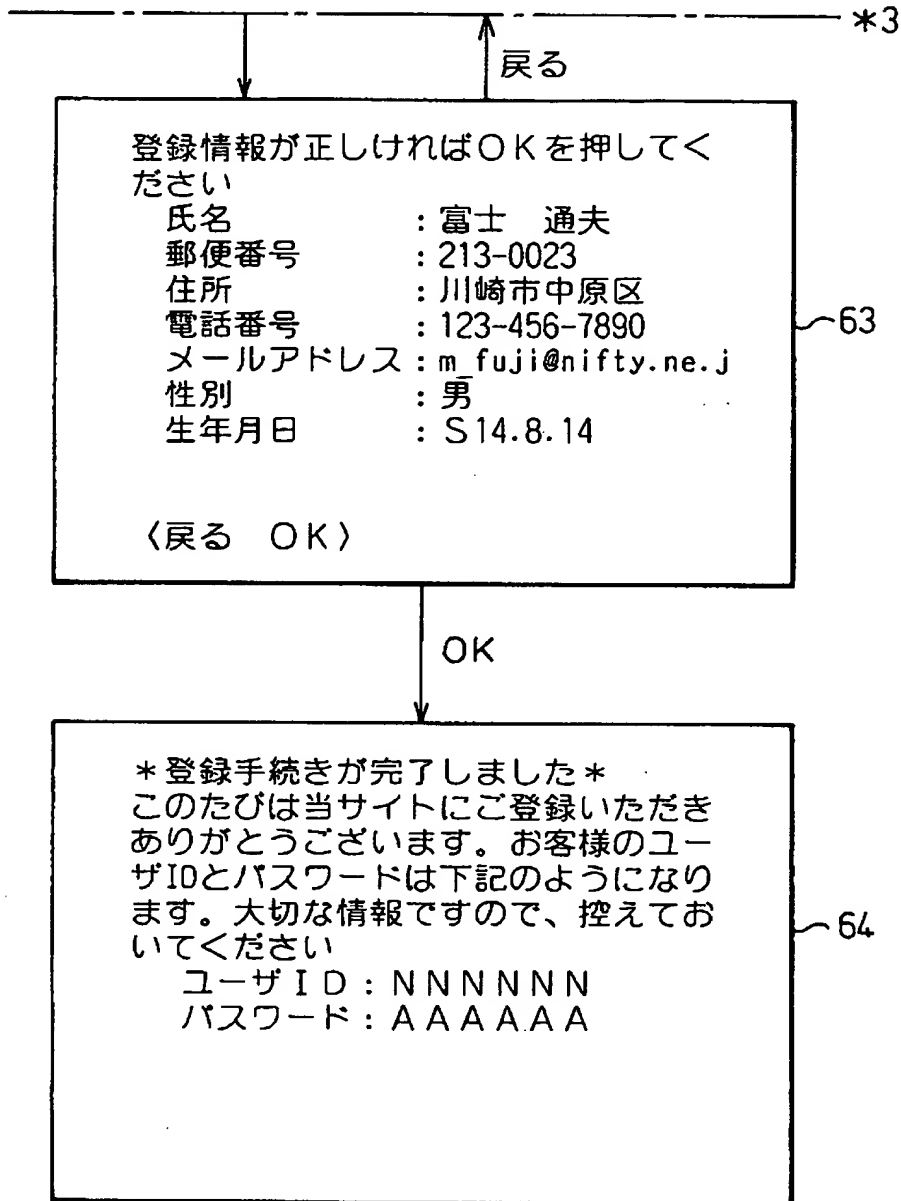 *3
戻る
登録情報が正しければOKを押してく
ださい
氏名 :富士 通夫
郵便番号 :213-0023
住所 :川崎市中原区
電話番号 :123-456-7890
メールアドレス:m_fuji@nifty.ne.j
性別 :男
生年月日 :S14.8.14
〈戻る OK〉
63
OK
*登録手続きが完了しました*
このたびは当サイトにご登録いただき
ありがとうございます。お客様のユー
ザIDとパスワードは下記のようになり
ます。大切な情報ですので、控えてお
いてください
ユーザID:NNNNNN
パスワード:AAAAAA
64